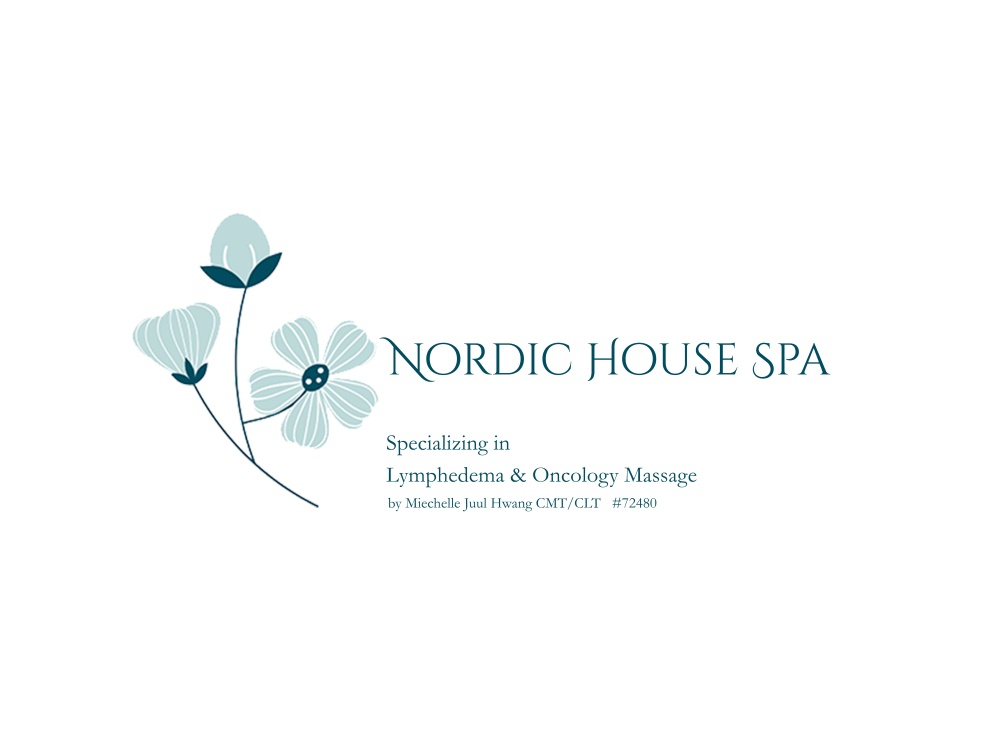 Nordic House Spa
Specializing in
Lymphedema & Oncology Massage
by Miechelle Juul Hwang CMT/CLT #72480